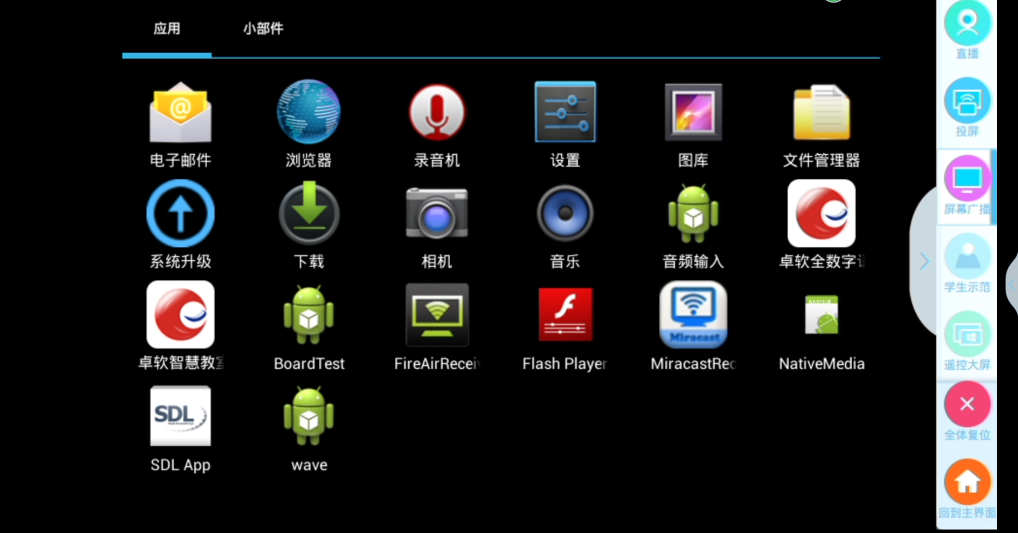 应用
小部件
电子邮件
浏览器
录音机
设置
图库
文件管理器
系统升级
下载
相机
音乐
音频输入
卓软全数字
卓软智慧教室
BoardTest
FireAirRecei
Flash Player
Miracast
MiracastRec
NativeMedia
SDL
SDL App
wave
直播
投屏
屏幕广播
学生示范
遥控大屏
全体复位
回到主界面